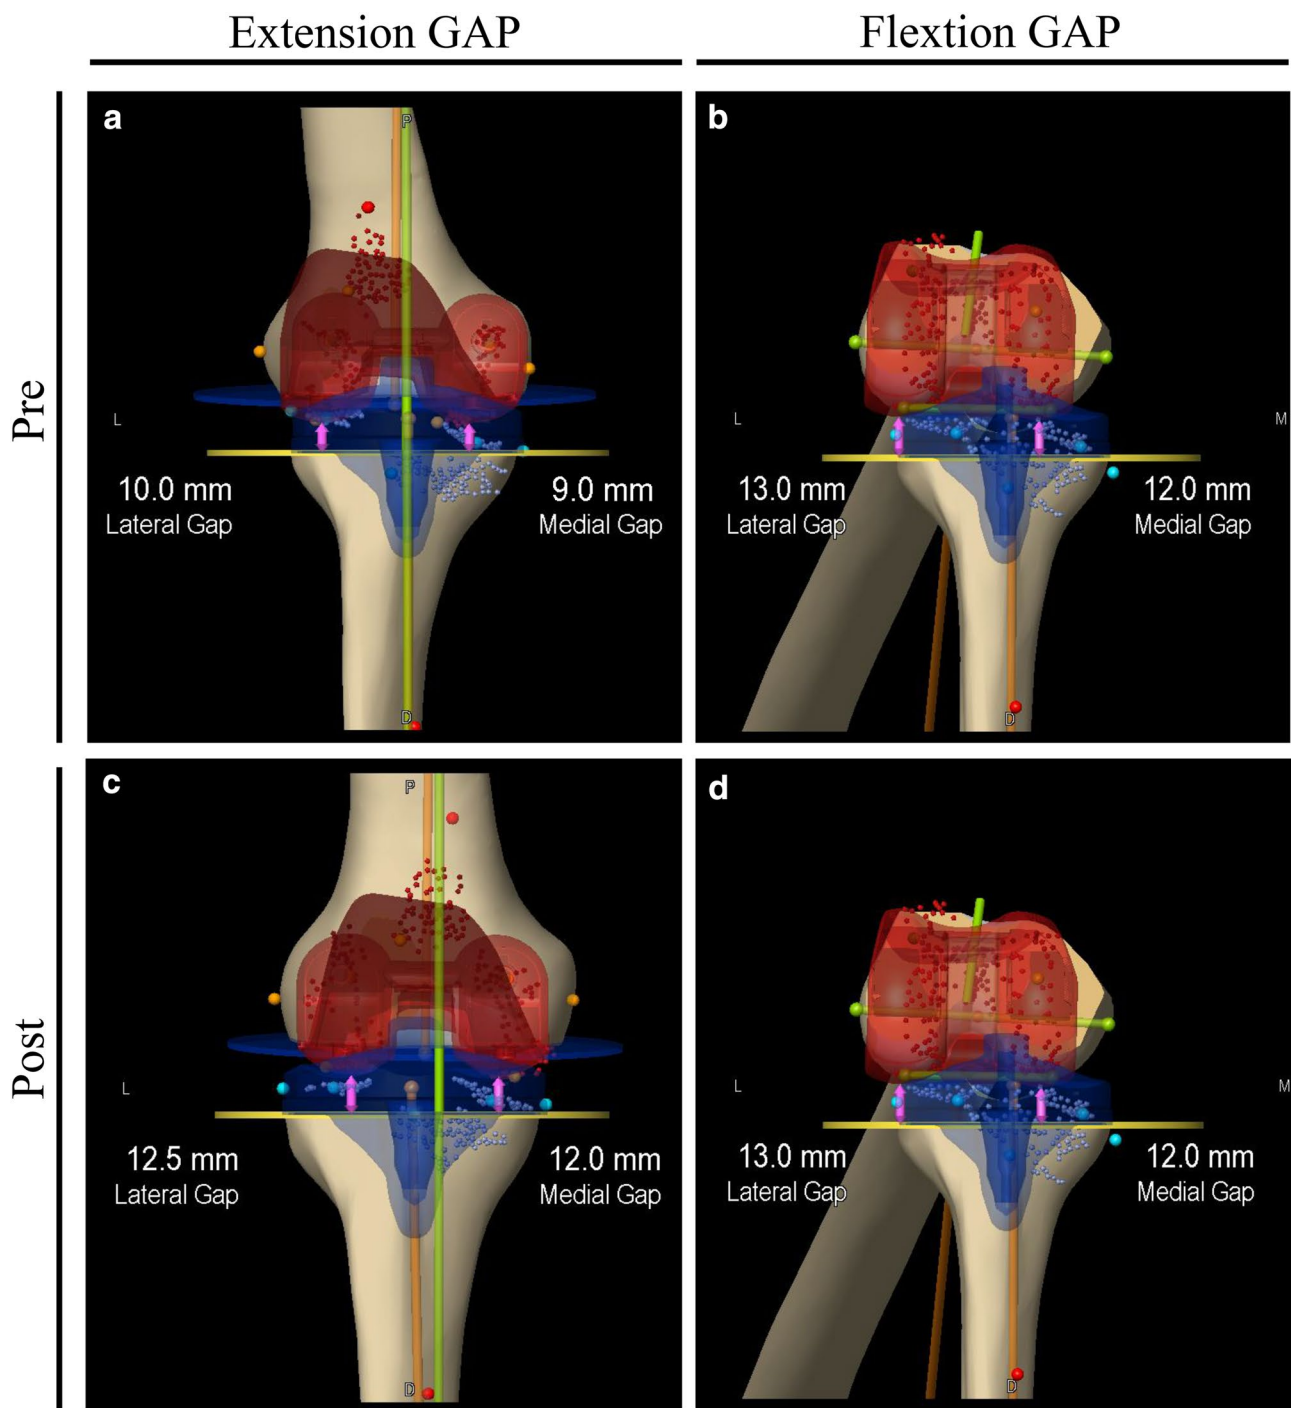 Extension GAP
Flextion GAP
Pre
a
P
L
10.0 mm
Lateral Gap
9.0 mm
Medial Gap
D
b
L
M
13.0 mm
Lateral Gap
12.0 mm
Medial Gap
D
Post
c
P
L
12.5 mm
Lateral Gap
12.0 mm
Medial Gap
D
d
L
M
13.0 mm
Lateral Gap
12.0 mm
Medial Gap
D